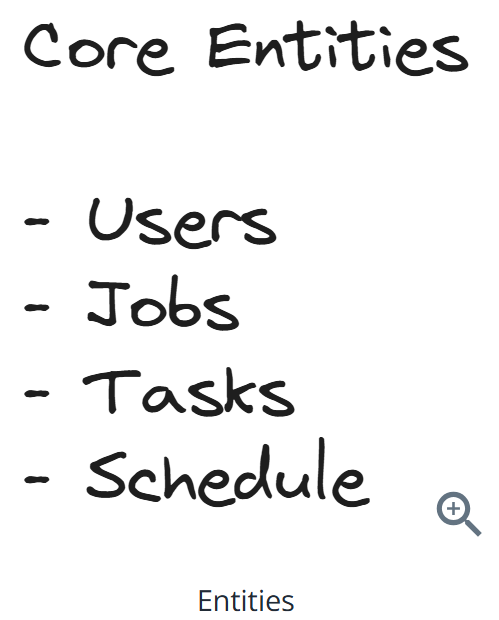 Core Entities
- Users
- Jobs
- Tasks
- Schedule
Entities